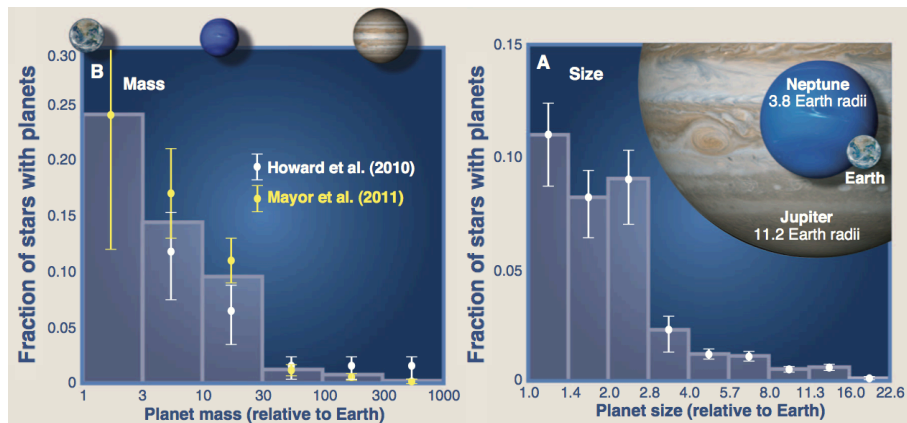 B
Mass
0.30
0.25
0.20
0.15
0.10
0.05
0
Fraction of stars with planets
Howard et al. (2010)
Mayor et al. (2011)
1 3 10 30 100 300 1000
Planet mass (relative to Earth)
A
Size
0.15
0.10
0.05
0
Fraction of stars with planets
Neptune
3.8 Earth radii
Earth
Jupiter
11.2 Earth radii
1.0 1.4 2.0 2.8 4.0 5.7 8.0 11.3 16.0 22.6
Planet size (relative to Earth)